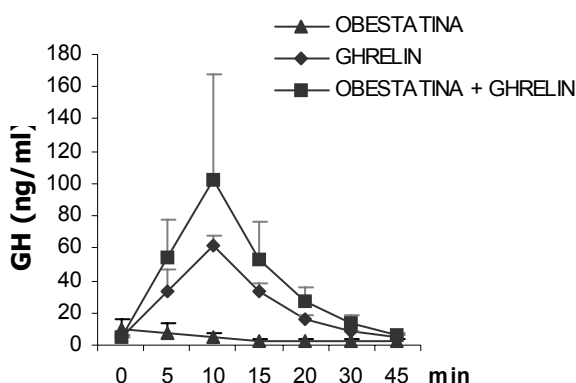 OBESTATINA
GHRELIN
OBESTATINA + GHRELIN
180
160
140
120
100
80
60
40
20
0
GH (ng/ml)
0 5 10 15 20 30 45 min